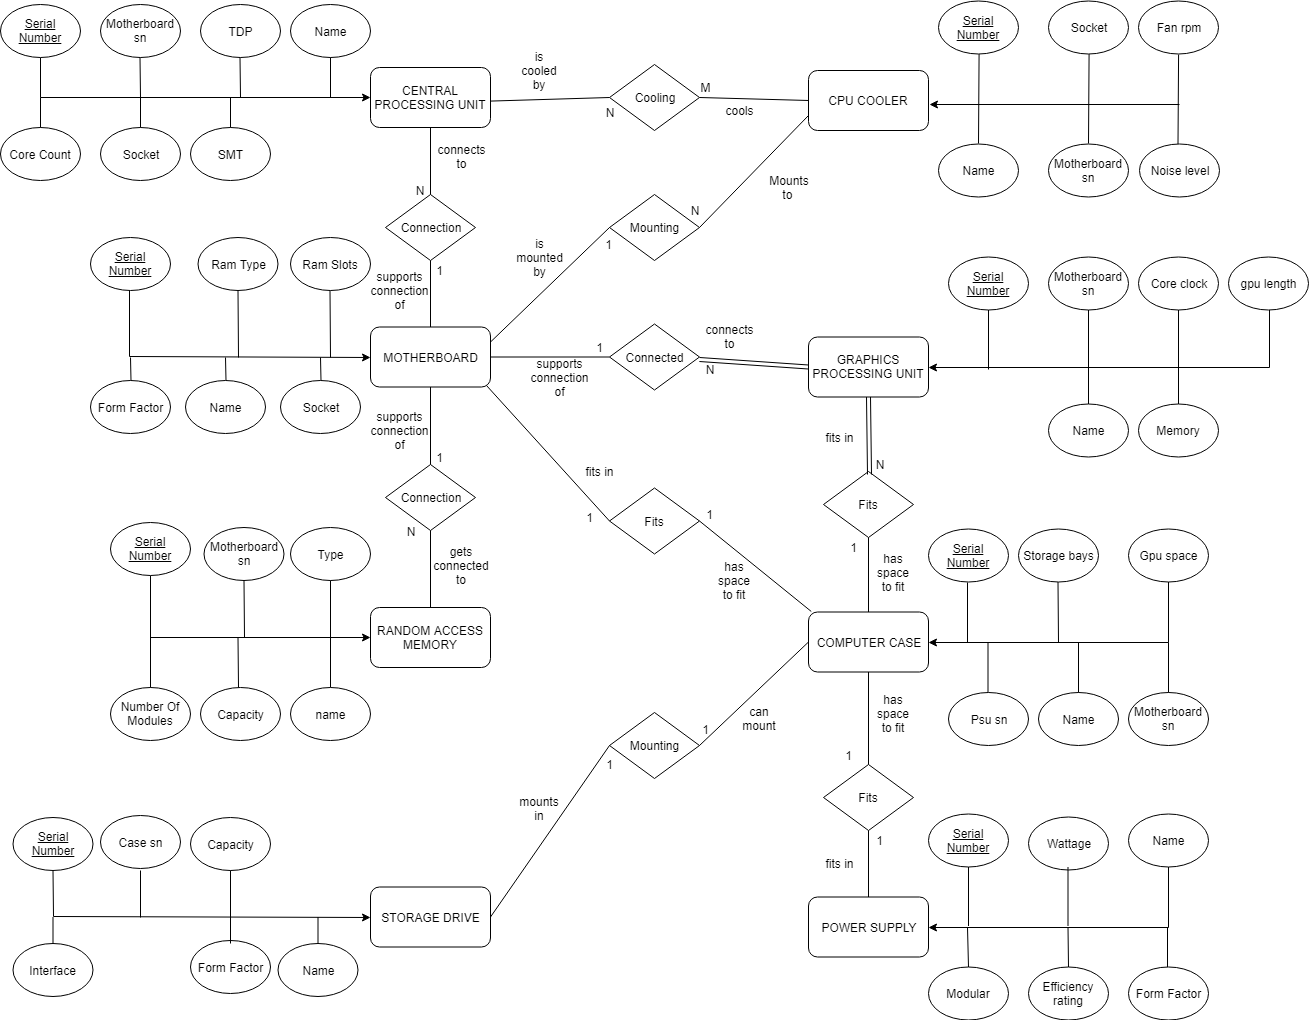 Serial
Number
Motherboard
sn
TDP
Name
Core Count
Socket
SMT
CENTRAL
PROCESSING UNIT
is
cooled
by
N
Cooling
M
cools
CPU COOLER
Serial
Number
Socket
Fan rpm
Name
Motherboard
sn
Noise level
connects
to
N
Connection
1
supports
connection
of
Mounts
to
N
Mounting
1
is
mounted
by
Serial
Number
Ram Type
Ram Slots
Form Factor
Name
Socket
MOTHERBOARD
1
supports
connection
of
Connected
connects
to
N
GRAPHICS
PROCESSING UNIT
Serial
Number
Motherboard
sn
Core clock
gpu length
Name
Memory
supports
connection
of
1
Connection
N
gets
connected
to
fits in
1
Fits
1
has
space
to fit
fits in
N
Fits
1
has
space
to fit
Serial
Number
Motherboard
sn
Type
Number Of
Modules
Capacity
name
RANDOM ACCESS
MEMORY
COMPUTER CASE
Serial
Number
Storage bays
Gpu space
Psu sn
Name
Motherboard
sn
can
mount
1
Mounting
1
mounts
in
has
space
to fit
1
Fits
1
fits in
Serial
Number
Case sn
Capacity
Interface
Form Factor
Name
STORAGE DRIVE
POWER SUPPLY
Serial
Number
Wattage
Name
Modular
Efficiency
rating
Form Factor